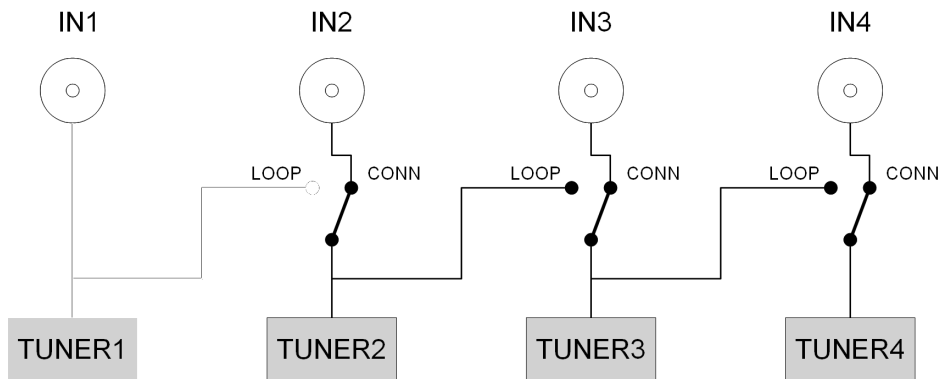 IN1 IN2 IN3 IN4
LOOP CONN LOOP CONN LOOP CONN
TUNER1 TUNER2 TUNER3 TUNER4